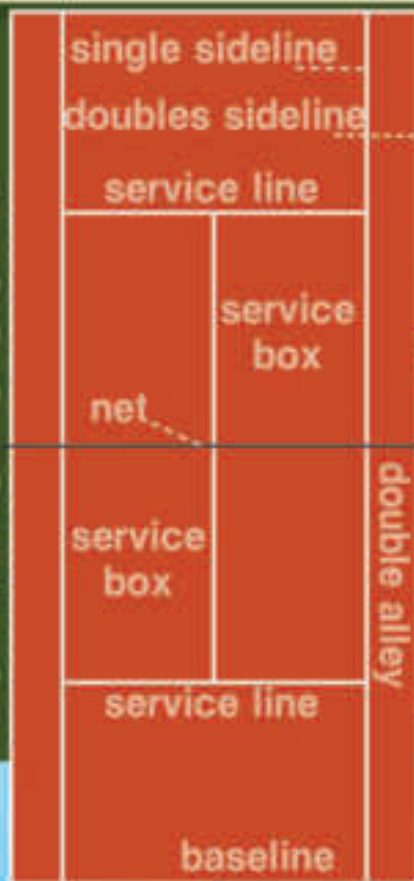 single sideline
doubles sideline
service line
service
box
net
service
box
double alley
service line
baseline